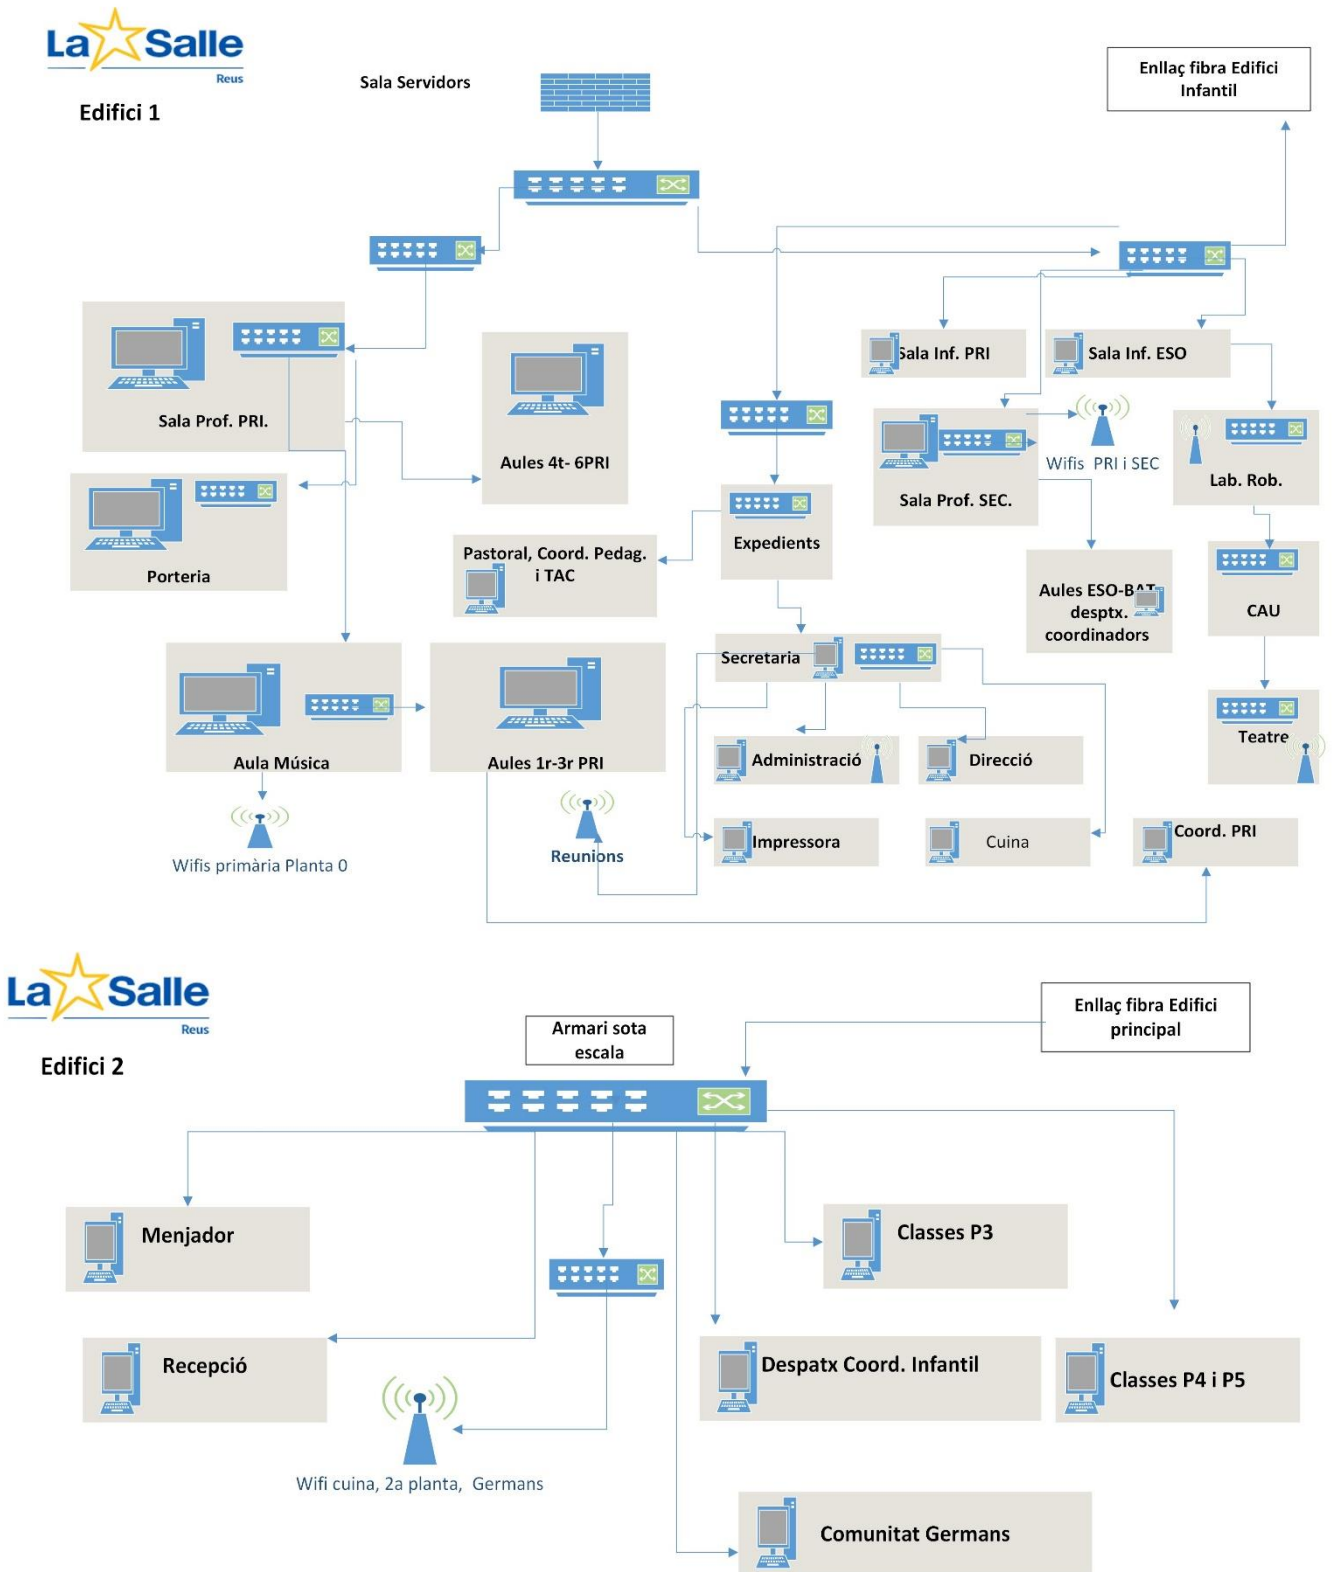 La Salle
Reus
Edifici 1
Sala Servidors
Enllaç fibra Edifici
Infantil
Sala Inf. PRI
Sala Inf. ESO
Sala Prof. PRI.
Aules 4t- 6PRI
Wifis PRI i SEC
Sala Prof. SEC.
Lab. Rob.
Expedients
Pastoral, Coord. Pedag.
i TAC
Porteria
Aules ESO-BAT
desptx.
coordinadors
CAU
Secretaria
Teatre
Administració
Direcció
Aula Música
Aules 1r-3r PRI
Coord. PRI
Impressora
Cuina
Reunions
Wifis primària Planta 0
La Salle
Reus
Edifici 2
Armari sota
escala
Enllaç fibra Edifici
principal
Menjador
Classes P3
Recepció
Despatx Coord. Infantil
Classes P4 i P5
Wifi cuina, 2a planta, Germans
Comunitat Germans